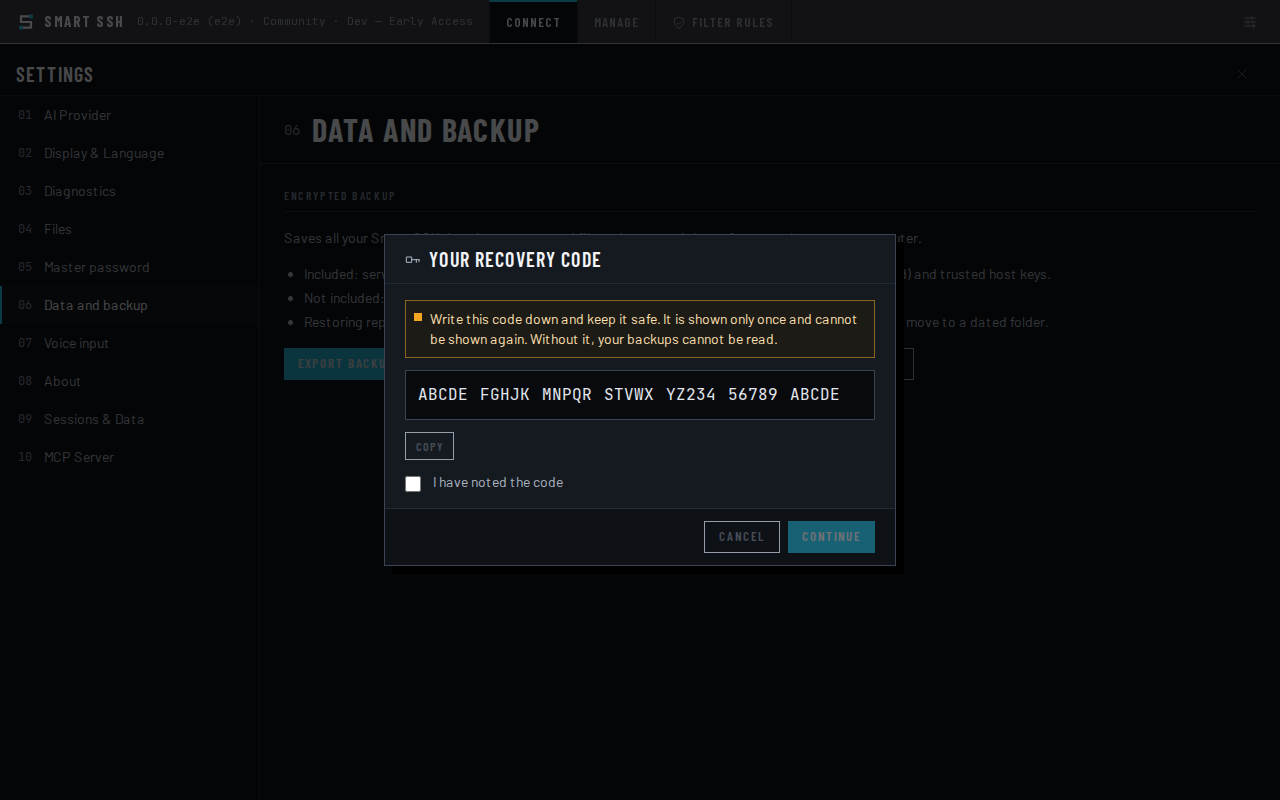 SMART SSH 0.0.0-e2e (e2e) · Community · Dev — Early Access CONNECT MANAGE FILTER RULES
SETTINGS
01 AI Provider
02 Display & Language
03 Diagnostics
04 Files
05 Master password
06 Data and backup
07 Voice input
08 About
09 Sessions & Data
10 MCP Server
06 DATA AND BACKUP
ENCRYPTED BACKUP
Saves all your
Included:
and trusted host keys.
Not included:
Restoring
move to a dated folder.
EXPORT
YOUR RECOVERY CODE
Write this code down and keep it safe. It is shown only once and cannot
be shown again. Without it, your backups cannot be read.
ABCDE FGHJK MNPQR STVWX YZ234 56789 ABCDE
COPY
I have noted the code
CANCEL CONTINUE